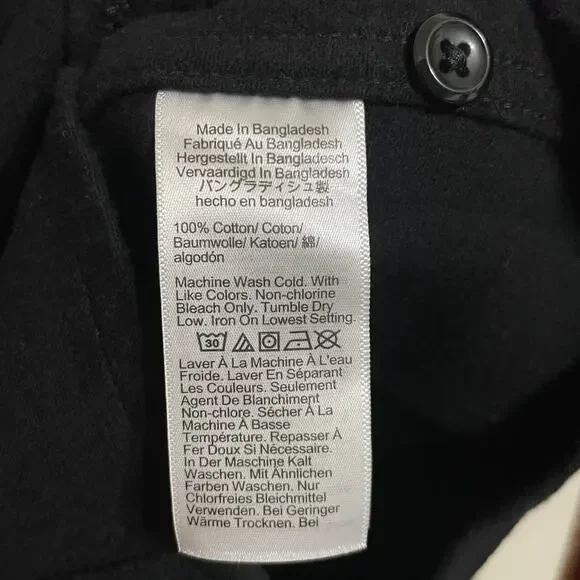 Made In Bangladesh
Fabriqué Au Bangladesh
Hergestellt In Bangladesch
Vervaardigd In Bangladesh
バングラディシュ製
hecho en bangladesh
100% Cotton/ Coton/
Baumwolle/ Katoen/ 綿/
algodón
Machine Wash Cold. With
Like Colors. Non-chlorine
Bleach Only. Tumble Dry
Low. Iron On Lowest Setting.
30
Laver À La Machine À L'eau
Froide. Laver En Séparant
Les Couleurs. Seulement
Agent De Blanchiment
Non-chlore. Sécher À La
Machine À Basse
Température. Repasser À
Fer Doux Si Nécessaire.
In Der Maschine Kalt
Waschen. Mit Ähnlichen
Farben Waschen. Nur
Chlorfreies Bleichmittel
Verwenden. Bei Geringer
Wärme Trocknen. Bei